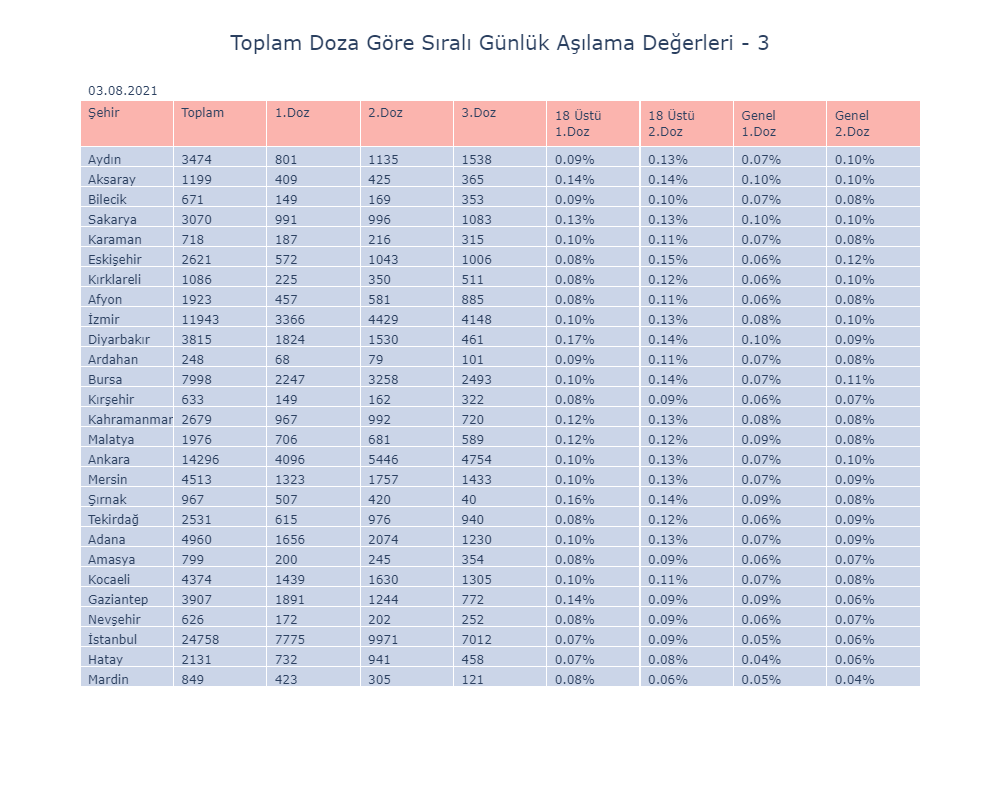 Toplam Doza Göre Sıralı Günlük Aşılama Değerleri - 3
03.08.2021
Şehir Toplam 1.Doz 2.Doz 3.Doz 18 Üstü 1.Doz 18 Üstü 2.Doz Genel 1.Doz Genel 2.Doz
Aydın 3474 801 1135 1538 0.09% 0.13% 0.07% 0.10%
Aksaray 1199 409 425 365 0.14% 0.14% 0.10% 0.10%
Bilecik 671 149 169 353 0.09% 0.10% 0.07% 0.08%
Sakarya 3070 991 996 1083 0.13% 0.13% 0.10% 0.10%
Karaman 718 187 216 315 0.10% 0.11% 0.07% 0.08%
Eskişehir 2621 572 1043 1006 0.08% 0.15% 0.06% 0.12%
Kırklareli 1086 225 350 511 0.08% 0.12% 0.06% 0.10%
Afyon 1923 457 581 885 0.08% 0.11% 0.06% 0.08%
İzmir 11943 3366 4429 4148 0.10% 0.13% 0.08% 0.10%
Diyarbakır 3815 1824 1530 461 0.17% 0.14% 0.10% 0.09%
Ardahan 248 68 79 101 0.09% 0.11% 0.07% 0.08%
Bursa 7998 2247 3258 2493 0.10% 0.14% 0.07% 0.11%
Kırşehir 633 149 162 322 0.08% 0.09% 0.06% 0.07%
Kahramanmar 2679 967 992 720 0.12% 0.13% 0.08% 0.08%
Malatya 1976 706 681 589 0.12% 0.12% 0.09% 0.08%
Ankara 14296 4096 5446 4754 0.10% 0.13% 0.07% 0.10%
Mersin 4513 1323 1757 1433 0.10% 0.13% 0.07% 0.09%
Şırnak 967 507 420 40 0.16% 0.14% 0.09% 0.08%
Tekirdağ 2531 615 976 940 0.08% 0.12% 0.06% 0.09%
Adana 4960 1656 2074 1230 0.10% 0.13% 0.07% 0.09%
Amasya 799 200 245 354 0.08% 0.09% 0.06% 0.07%
Kocaeli 4374 1439 1630 1305 0.10% 0.11% 0.07% 0.08%
Gaziantep 3907 1891 1244 772 0.14% 0.09% 0.09% 0.06%
Nevşehir 626 172 202 252 0.08% 0.09% 0.06% 0.07%
İstanbul 24758 7775 9971 7012 0.07% 0.09% 0.05% 0.06%
Hatay 2131 732 941 458 0.07% 0.08% 0.04% 0.06%
Mardin 849 423 305 121 0.08% 0.06% 0.05% 0.04%